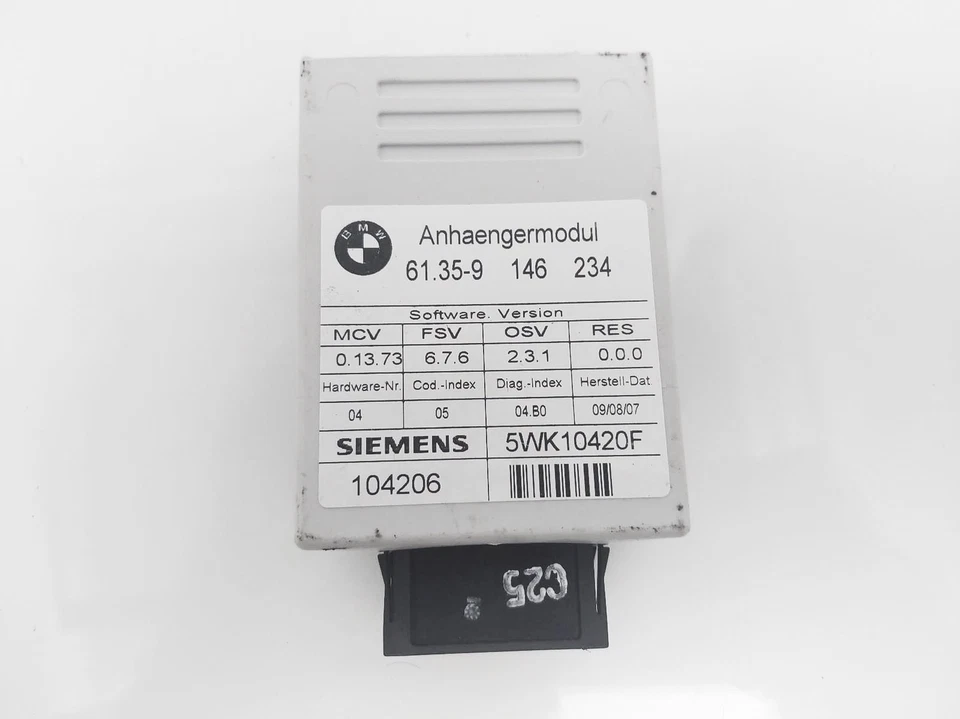 BMW
Anhaengermodul
61.35-9 146 234
Software. Version
MCV FSV OSV RES
0.13.73 6.7.6 2.3.1 0.0.0
Hardware-Nr. Cod.-Index Diag.-Index Herstell-Dat.
04 05 04.B0 09/08/07
SIEMENS 5WK10420F
104206
C25